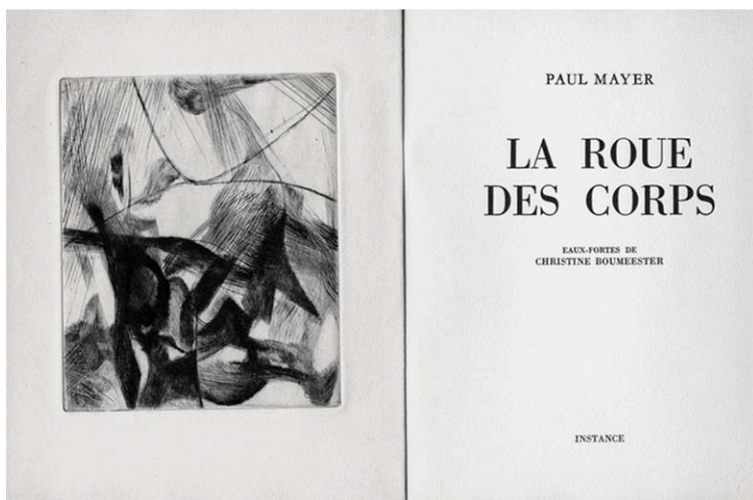 PAUL MAYER
LA ROUE
DES CORPS
EAUX-FORTES DE
CHRISTINE BOUMEESTER
INSTANCE